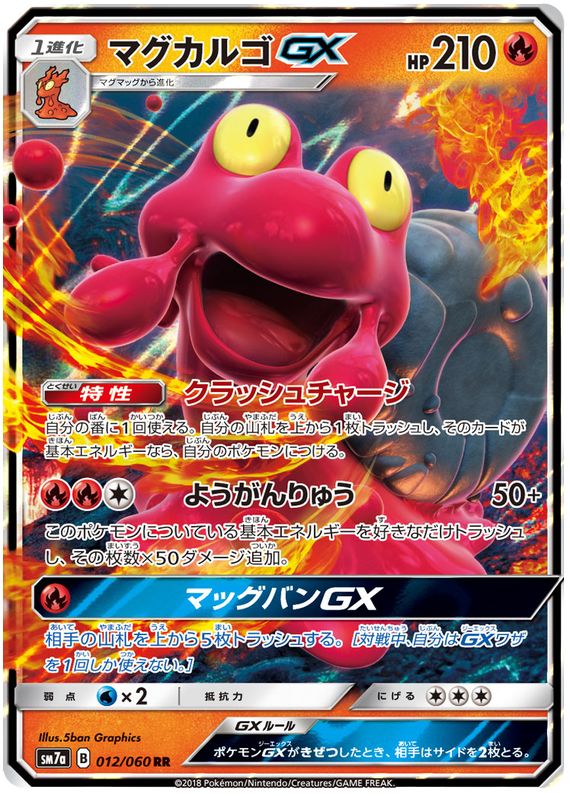 1進化
マグカルゴGX
HP210
マグマッグから進化
とくせい
特性 クラッシュチャージ
自分の番に1回使える。自分の山札を上から1枚トラッシュし、そのカードが
基本エネルギーなら、自分のポケモンにつける。
ようがんりゅう 50+
このポケモンについている基本エネルギーを好きなだけトラッシュ
し、その枚数×50ダメージ追加。
マッグバンGX
相手の山札を上から5枚トラッシュする。[対戦中、自分はGXワザ
を1回しか使えない。]
弱点 ×2 抵抗力 にげる
Illus.5ban Graphics
GXルール
ポケモンGXがきぜつしたとき、相手はサイドを2枚とる。
SM7a B 012/060 RR
©2018 Pokémon/Nintendo/Creatures/GAME FREAK.